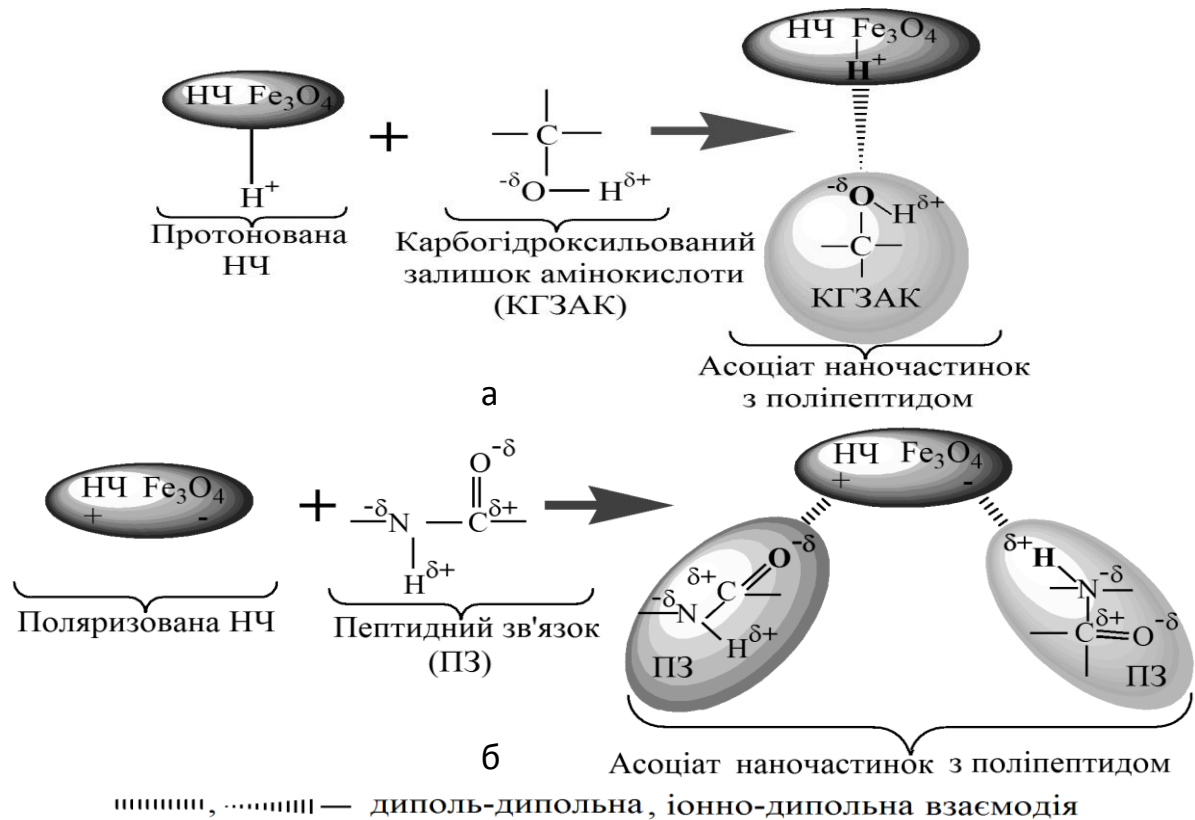 НЧ Fe₃O₄
H⁺
Протонована
НЧ
+
C
-δO — Hδ+
Карбогідроксильований
залишок амінокислоти
(КГЗАК)
НЧ Fe₃O₄
H⁺
-δO
Hδ+
C
КГЗАК
Асоціат наночастинок
з поліпептидом
а
НЧ Fe₃O₄
+ -
Поляризована НЧ
+
O-δ
-δN — Cδ+
Hδ+
Пептидний зв'язок
(ПЗ)
НЧ Fe₃O₄
+ -
O-δ
δ+ C
-δN
Hδ+
ПЗ
δ+H
N-δ
Cδ+=O-δ
ПЗ
Асоціат наночастинок з поліпептидом
б
, — диполь-дипольна, іонно-дипольна взаємодія